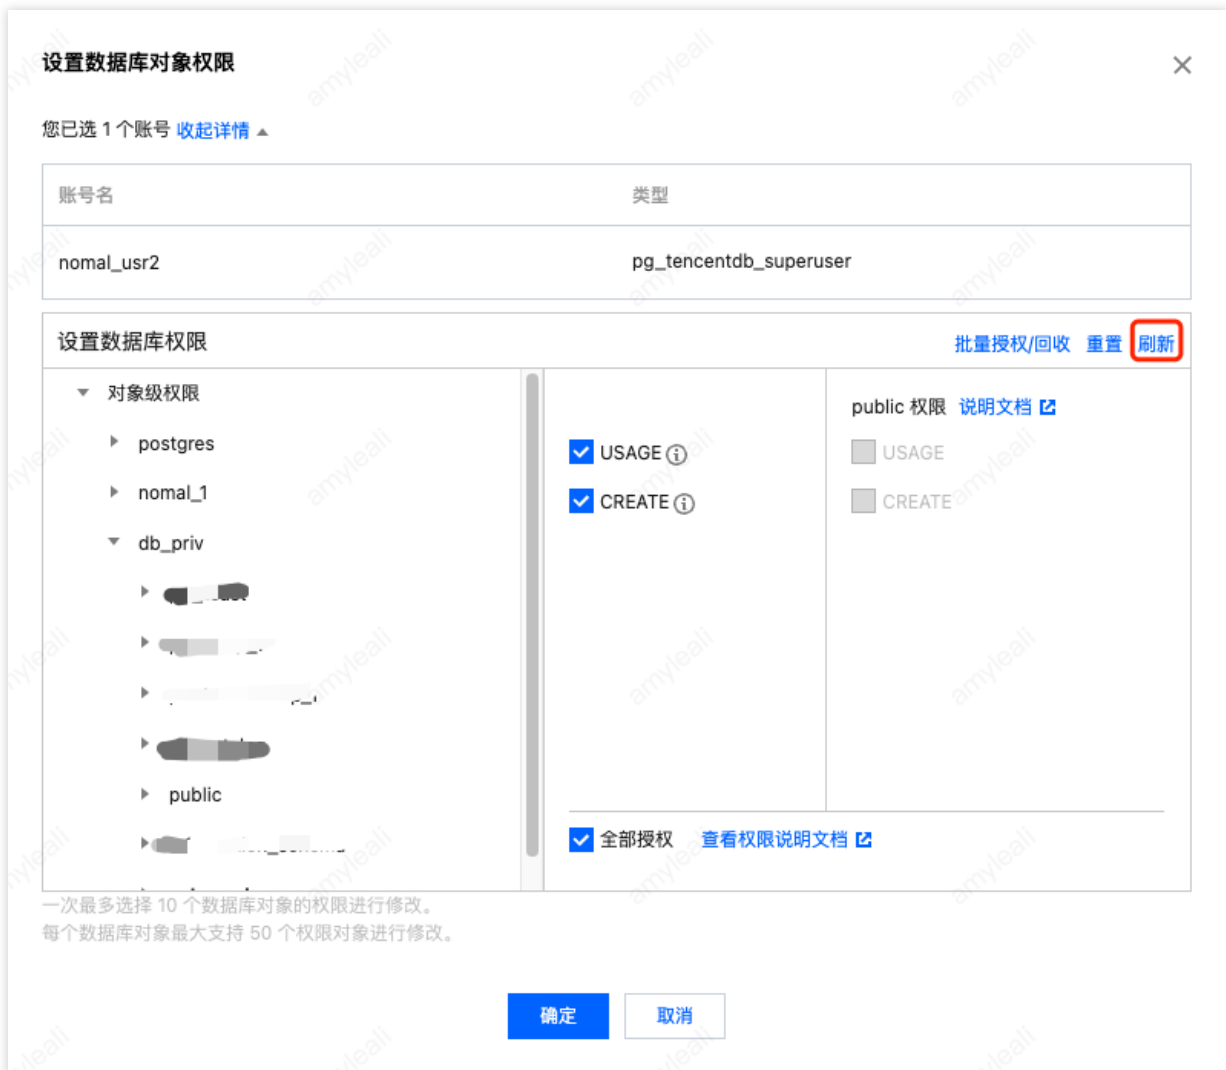 设置数据库对象权限
您已选 1 个账号 收起详情
账号名 类型
nomal_usr2 pg_tencentdb_superuser
设置数据库权限 批量授权/回收 重置 刷新
对象级权限
postgres
nomal_1
db_priv
public
USAGE
CREATE
public 权限 说明文档
USAGE
CREATE
全部授权 查看权限说明文档
一次最多选择 10 个数据库对象的权限进行修改。
每个数据库对象最大支持 50 个权限对象进行修改。
确定 取消
amyleali